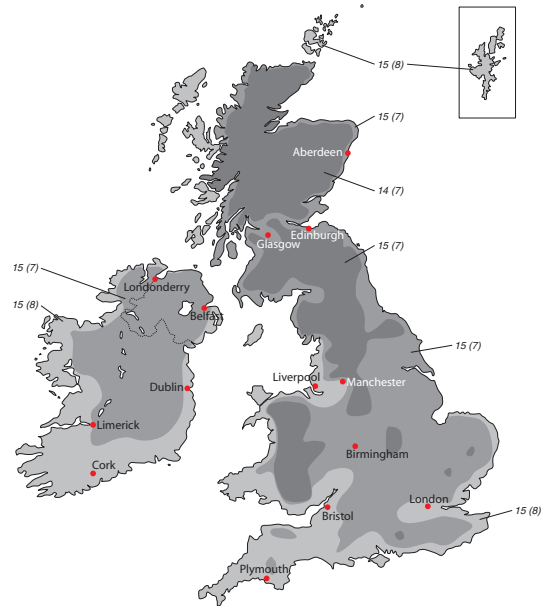 15 (8)
15 (7)
Aberdeen
14 (7)
Edinburgh
Glasgow
15 (7)
15 (7)
Londonderry
15 (8)
Belfast
15 (7)
Liverpool
Manchester
Dublin
Limerick
Birmingham
Cork
London
Bristol
15 (8)
Plymouth